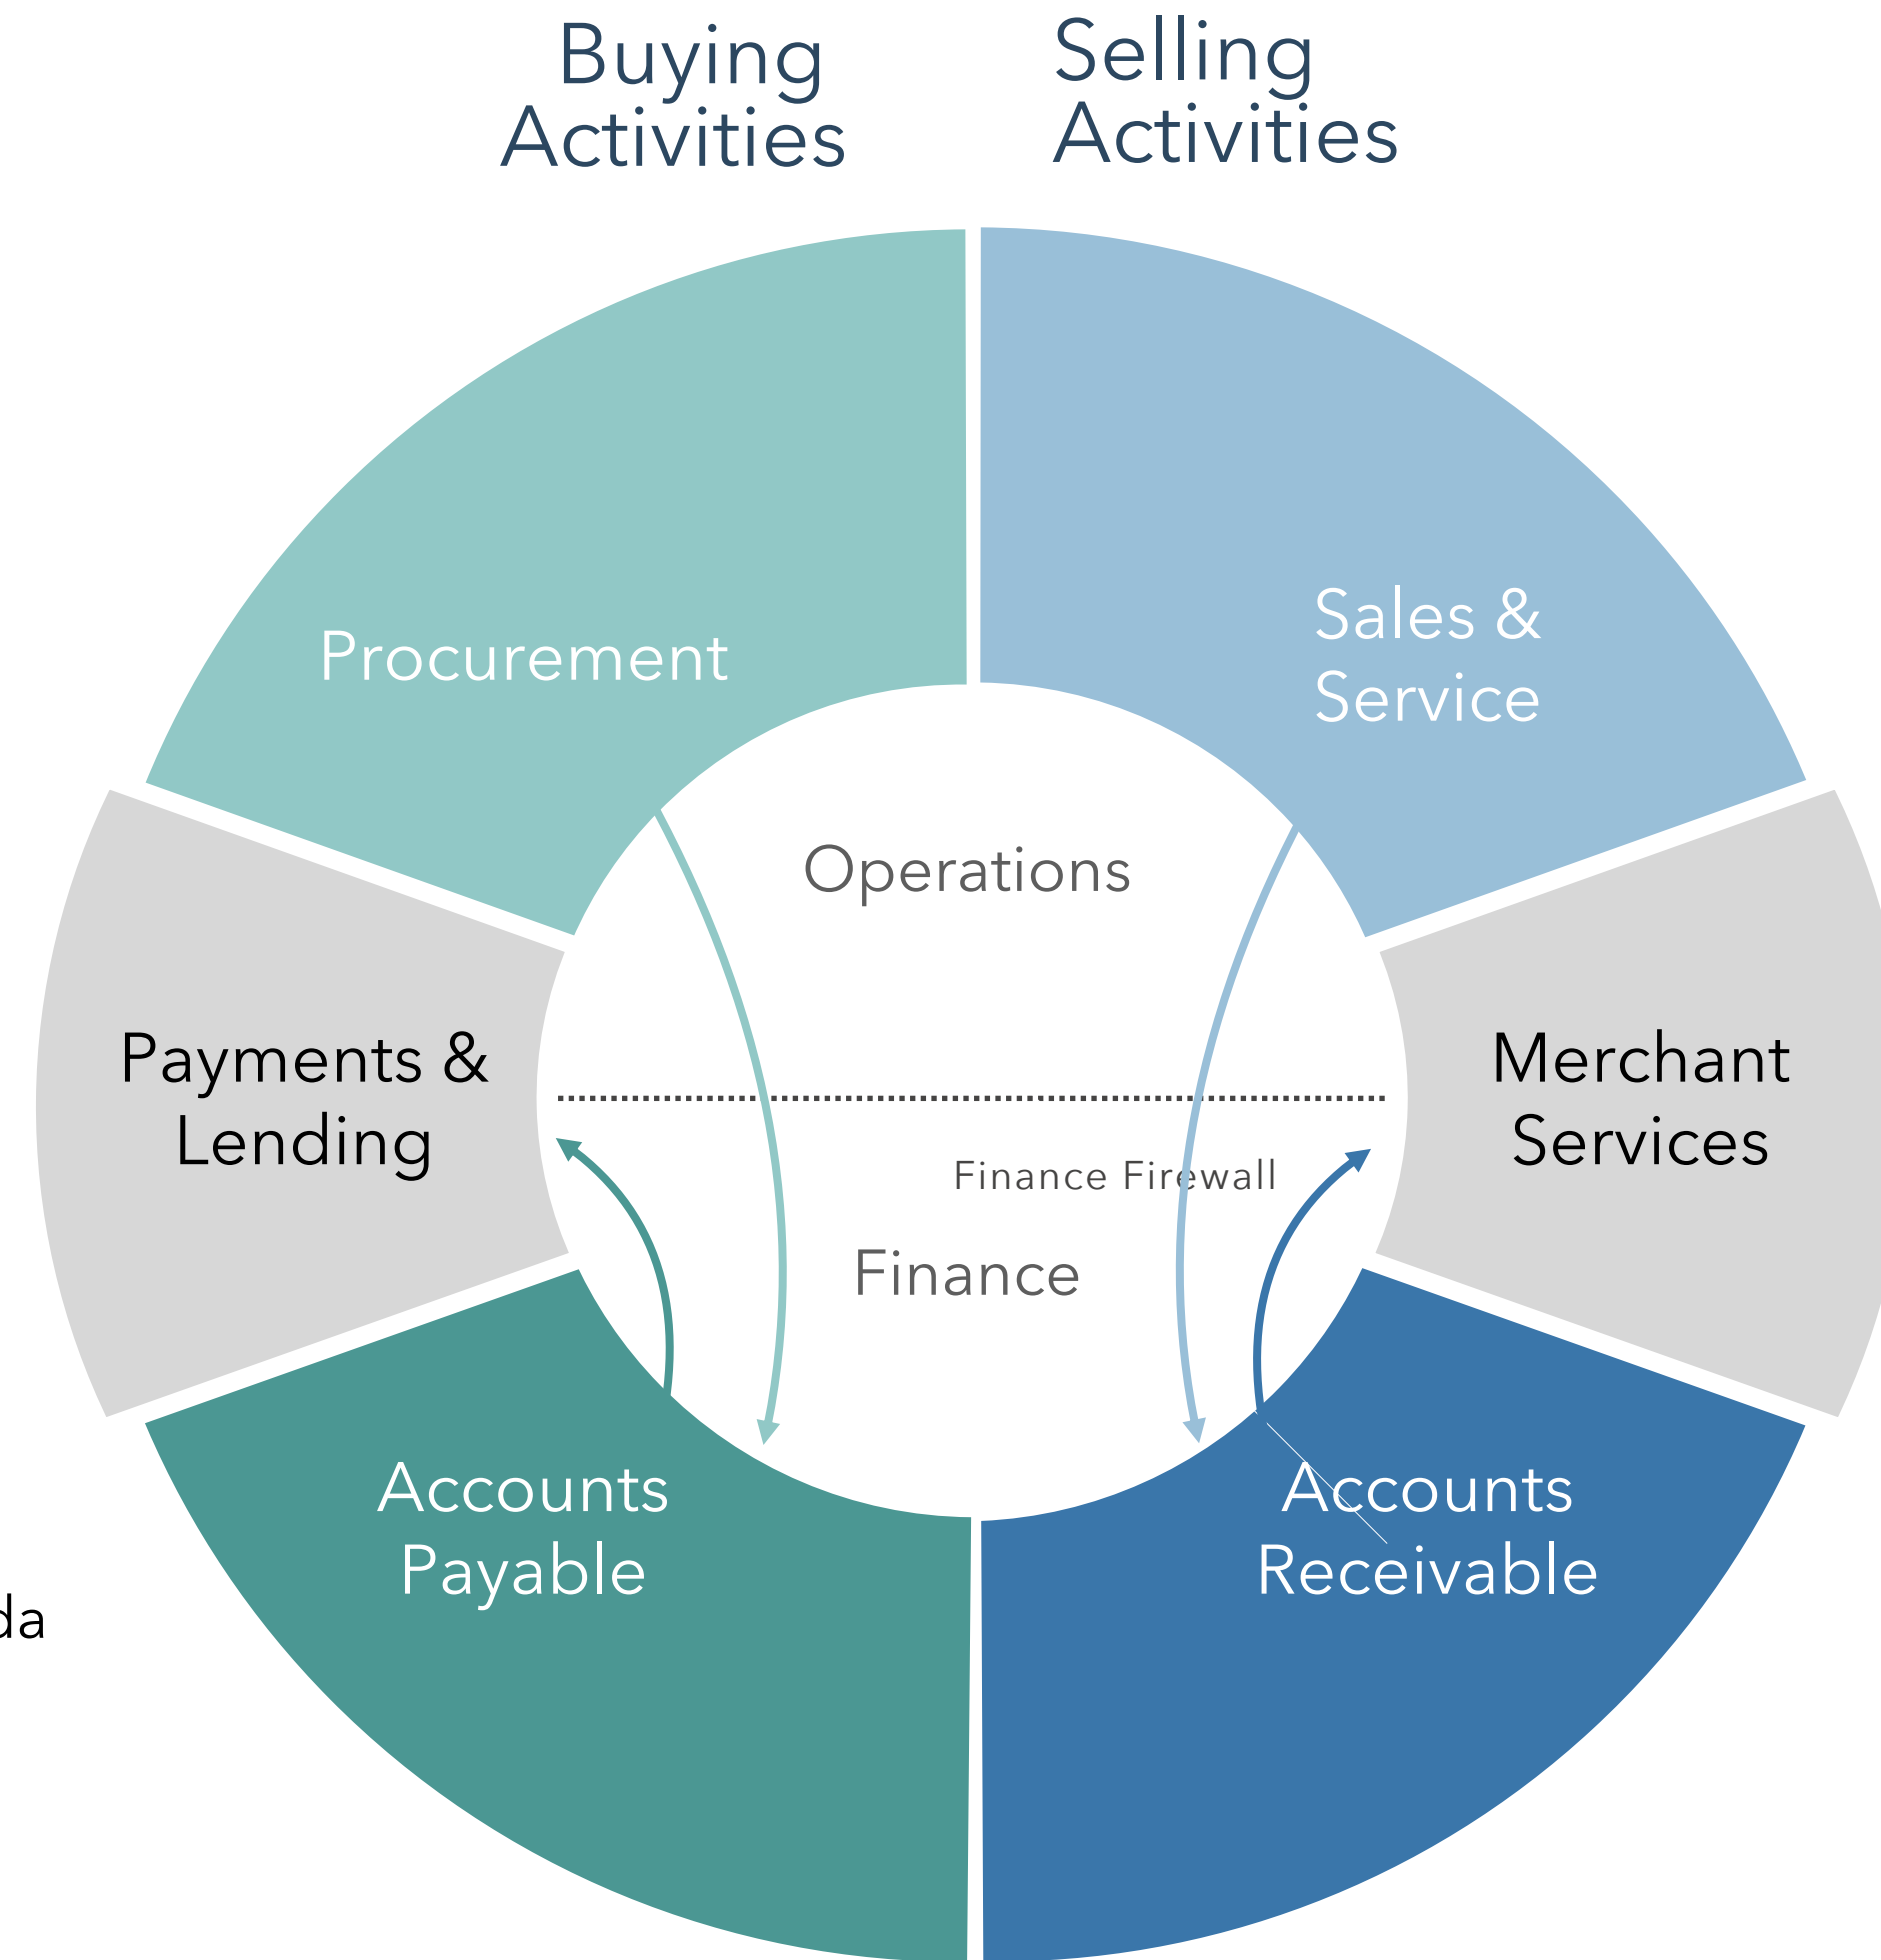 Buying
Activities
Selling
Activities
Procurement
Sales &
Service
Operations
Payments &
Lending
Merchant
Services
Finance Firewall
Finance
Accounts
Payable
Accounts
Receivable